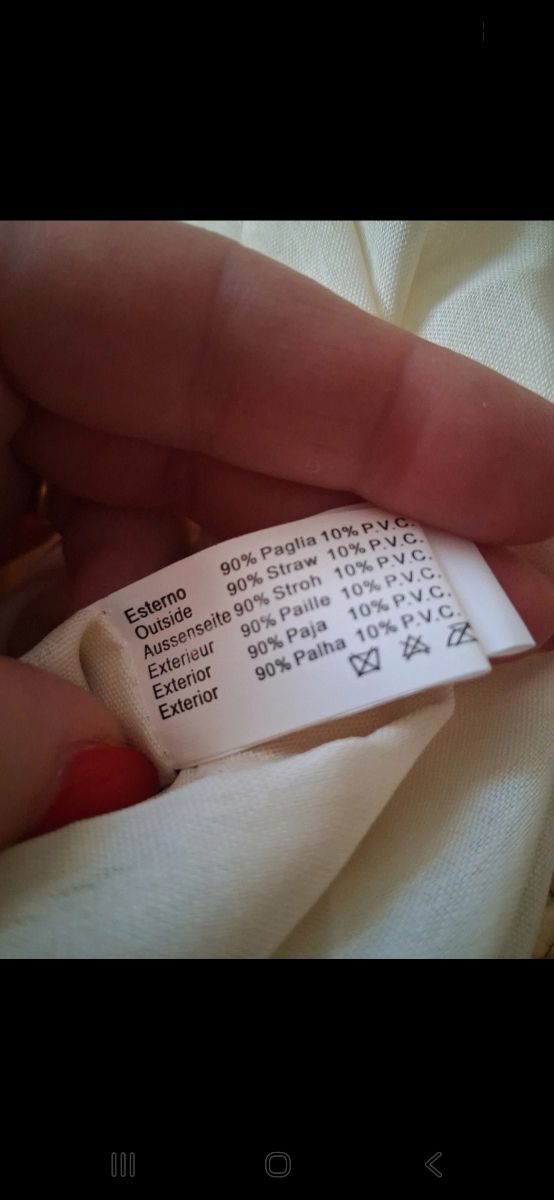 Esterno 90% Paglia 10% P.V.C.
Outside 90% Straw 10% P.V.C.
Aussenseite 90% Stroh 10% P.V.C.
Exterieur 90% Paille 10% P.V.C.
Exterior 90% Paja 10% P.V.C.
Exterior 90% Palha 10% P.V.C.